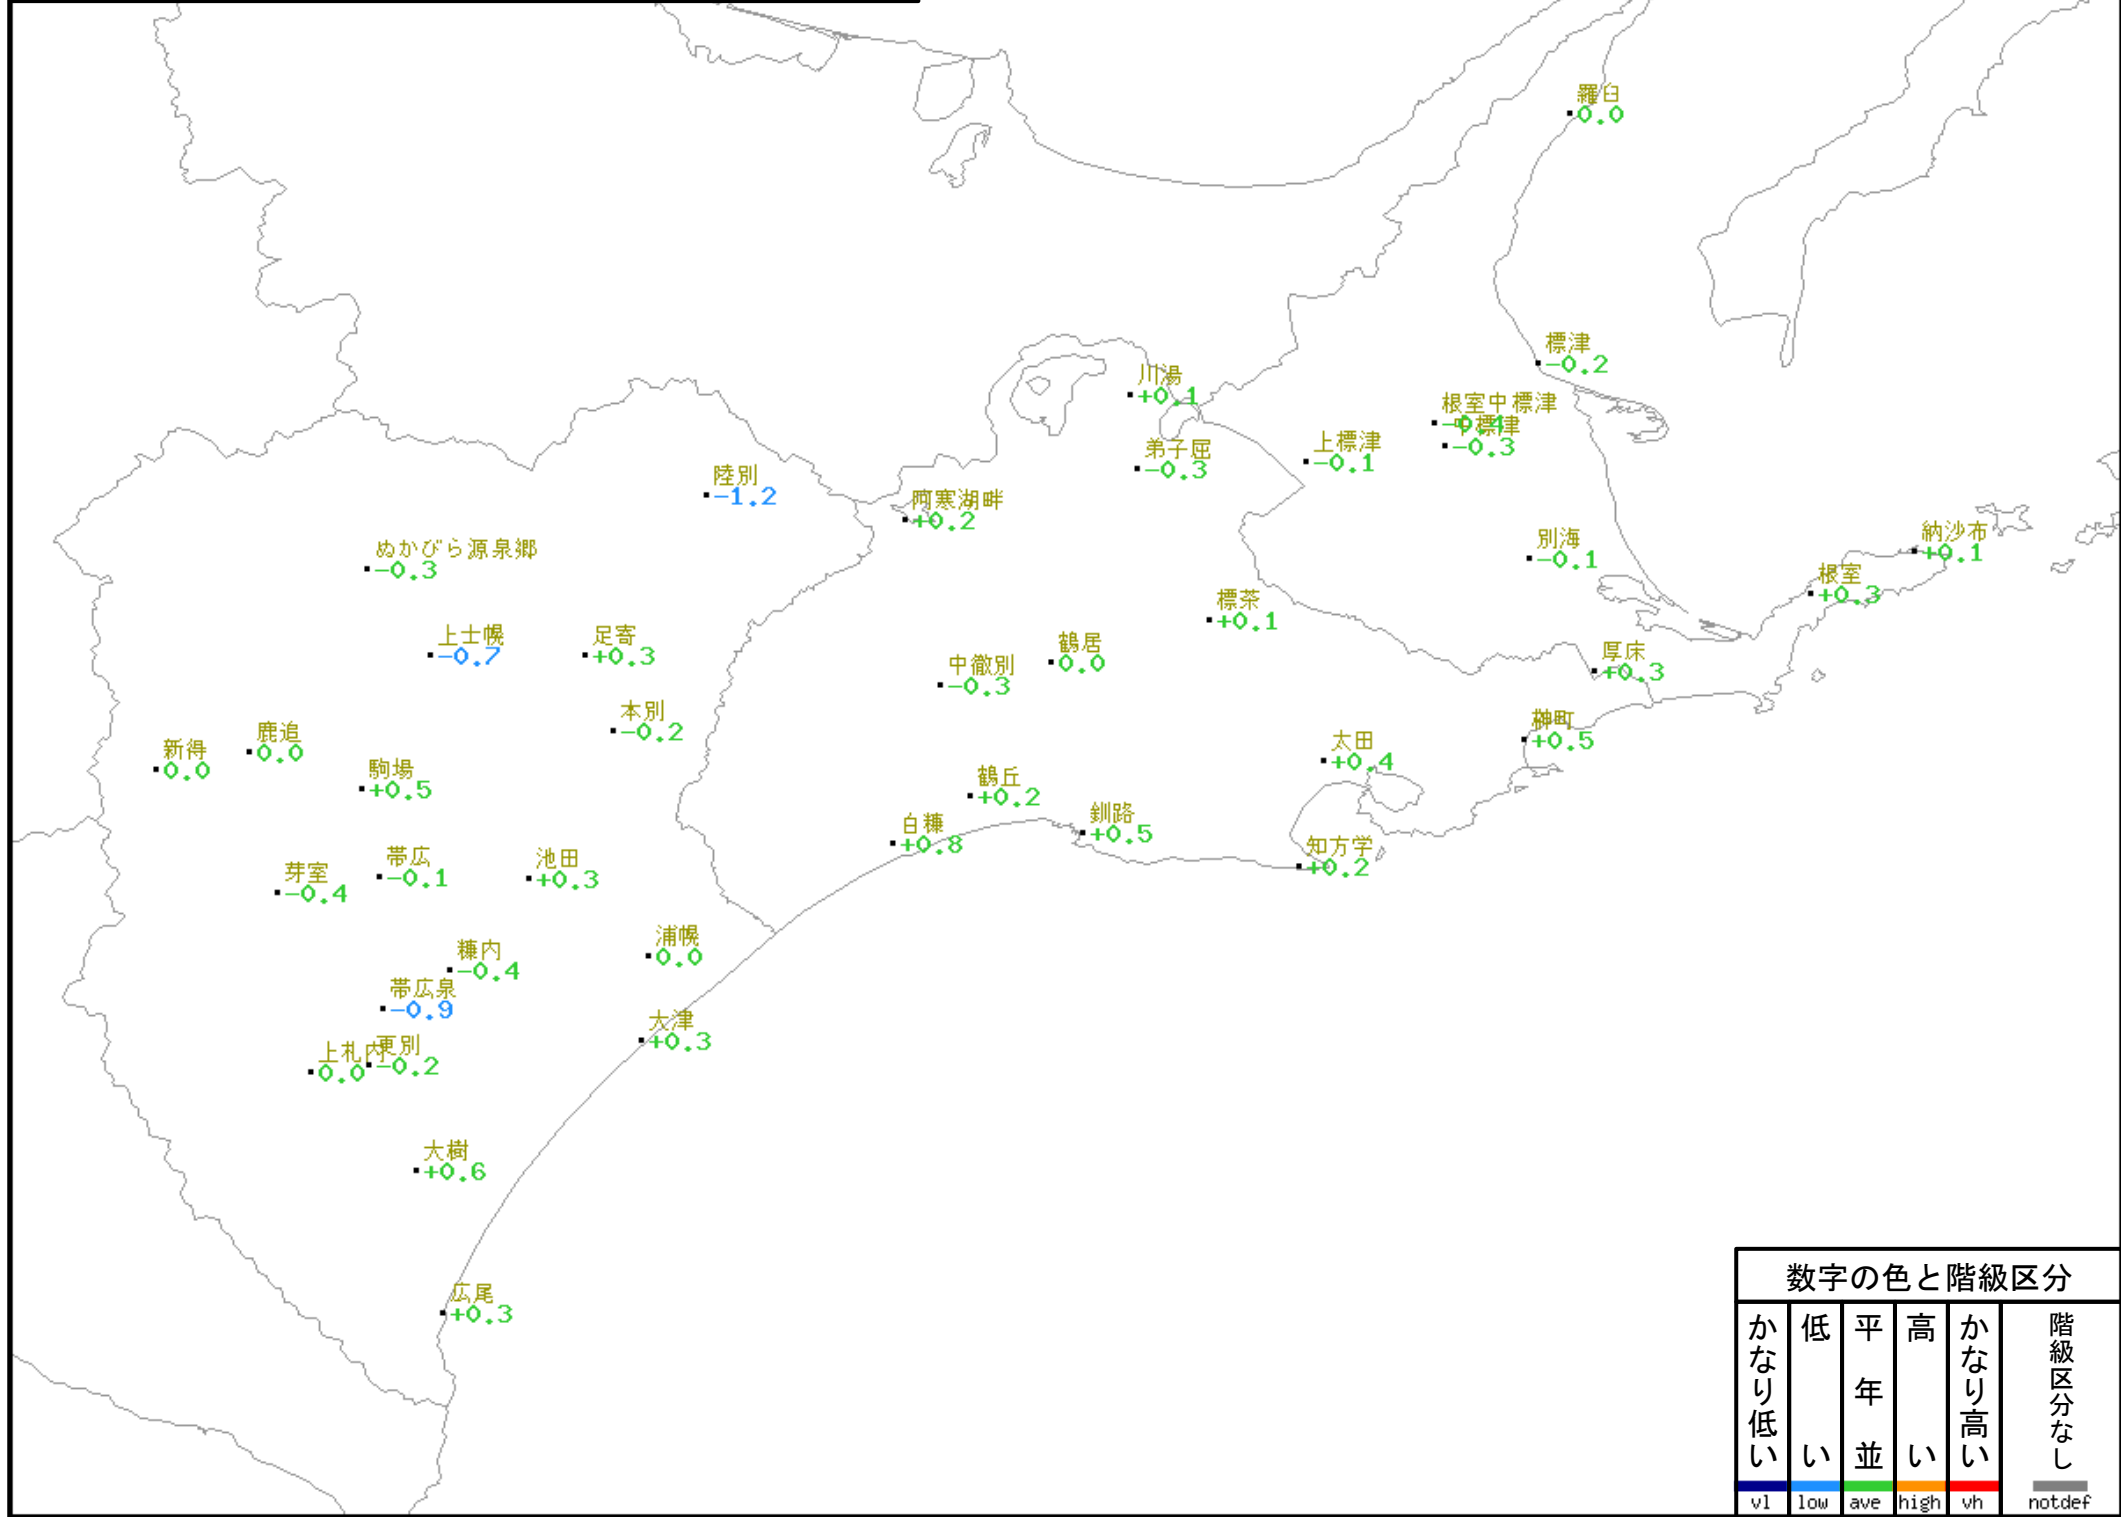 羅臼
0.0
標津
-0.2
川湯
+0.1
根室中標津
-0.4
中標津
-0.3
上標津
-0.1
弟子屈
-0.3
陸別
-1.2
阿寒湖畔
+0.2
納沙布
+0.1
別海
-0.1
ぬかびら源泉郷
-0.3
根室
+0.3
標茶
+0.1
上士幌
-0.7
足寄
+0.3
鶴居
0.0
中徹別
-0.3
厚床
+0.3
本別
-0.2
榊町
+0.5
鹿追
0.0
新得
0.0
太田
+0.4
駒場
+0.5
鶴丘
+0.2
釧路
+0.5
白糠
+0.8
知方学
+0.2
帯広
-0.1
池田
+0.3
芽室
-0.4
浦幌
0.0
糠内
-0.4
帯広泉
-0.9
大津
+0.3
更別
-0.2
上札内
0.0
大樹
+0.6
広尾
+0.3
数字の色と階級区分
かなり低い
低い
平年並
高い
かなり高い
階級区分なし
vl low ave high vh notdef